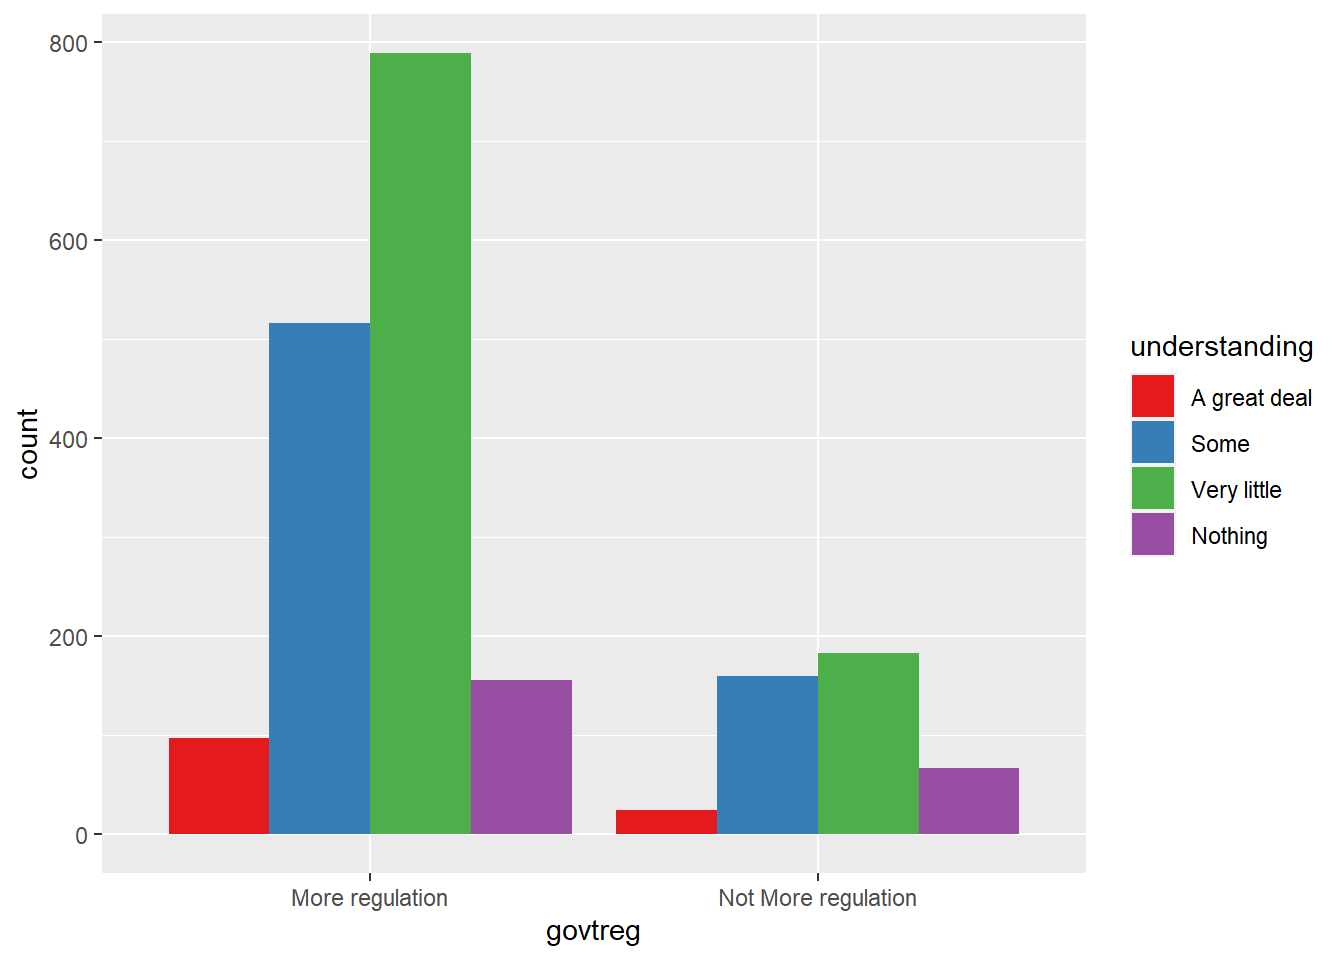 800
600
400
200
0
count
More regulation
Not More regulation
govtreg
understanding
A great deal
Some
Very little
Nothing